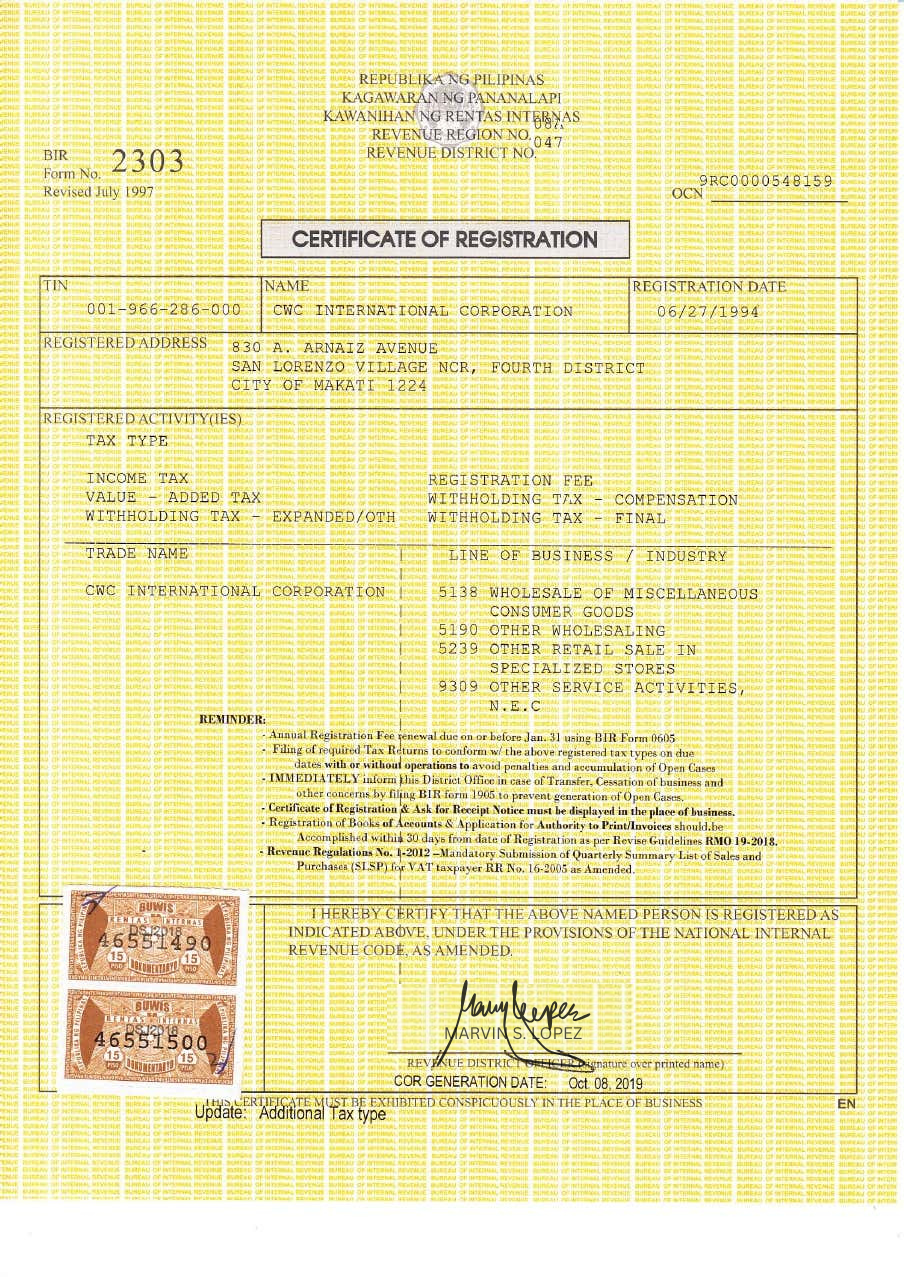 REPUBLIKA NG PILIPINAS
KAGAWARAN NG PANANALAPI
KAWANIHAN NG RENTAS INTERNAS
REVENUE REGION NO. 08A
REVENUE DISTRICT NO. 047
BIR
Form No. 2303
Revised July 1997
OCN 9RC0000548159
CERTIFICATE OF REGISTRATION
TIN NAME REGISTRATION DATE
001-966-286-000 CWC INTERNATIONAL CORPORATION 06/27/1994
REGISTERED ADDRESS 830 A. ARNAIZ AVENUE
SAN LORENZO VILLAGE NCR, FOURTH DISTRICT
CITY OF MAKATI 1224
REGISTERED ACTIVITY(IES)
TAX TYPE
INCOME TAX REGISTRATION FEE
VALUE - ADDED TAX WITHHOLDING TAX - COMPENSATION
WITHHOLDING TAX - EXPANDED/OTH WITHHOLDING TAX - FINAL
TRADE NAME LINE OF BUSINESS / INDUSTRY
CWC INTERNATIONAL CORPORATION 5138 WHOLESALE OF MISCELLANEOUS
CONSUMER GOODS
5190 OTHER WHOLESALING
5239 OTHER RETAIL SALE IN
SPECIALIZED STORES
9309 OTHER SERVICE ACTIVITIES,
N.E.C
REMINDER:
- Annual Registration Fee renewal due on or before Jan. 31 using BIR Form 0605
- Filing of required Tax Returns to conform w/ the above registered tax types on due
dates with or without operations to avoid penalties and accumulation of Open Cases
- IMMEDIATELY inform this District Office in case of Transfer, Cessation of business and
other concerns by filing BIR form 1905 to prevent generation of Open Cases.
- Certificate of Registration & Ask for Receipt Notice must be displayed in the place of business.
- Registration of Books of Accounts & Application for Authority to Print/Invoices should.be
Accomplished within 30 days from date of Registration as per Revise Guidelines RMO 19-2018.
- Revenue Regulations No. 1-2012 –Mandatory Submission of Quarterly Summary List of Sales and
Purchases (SLSP) for VAT taxpayer RR No. 16-2005 as Amended.
BUWIS
RENTAS INTERNAS
DSJ2018
46551490
15 DOKUMENTARYO 15
PISO PISO
BUWIS
RENTAS INTERNAS
DSJ2018
46551500
15 DOKUMENTARYO 15
PISO
I HEREBY CERTIFY THAT THE ABOVE NAMED PERSON IS REGISTERED AS
INDICATED ABOVE, UNDER THE PROVISIONS OF THE NATIONAL INTERNAL
REVENUE CODE, AS AMENDED.
MARVIN S. LOPEZ
REVENUE DISTRICT OFFICER (Signature over printed name)
COR GENERATION DATE: Oct. 08, 2019
THIS CERTIFICATE MUST BE EXHIBITED CONSPICUOUSLY IN THE PLACE OF BUSINESS EN
Update: Additional Tax type